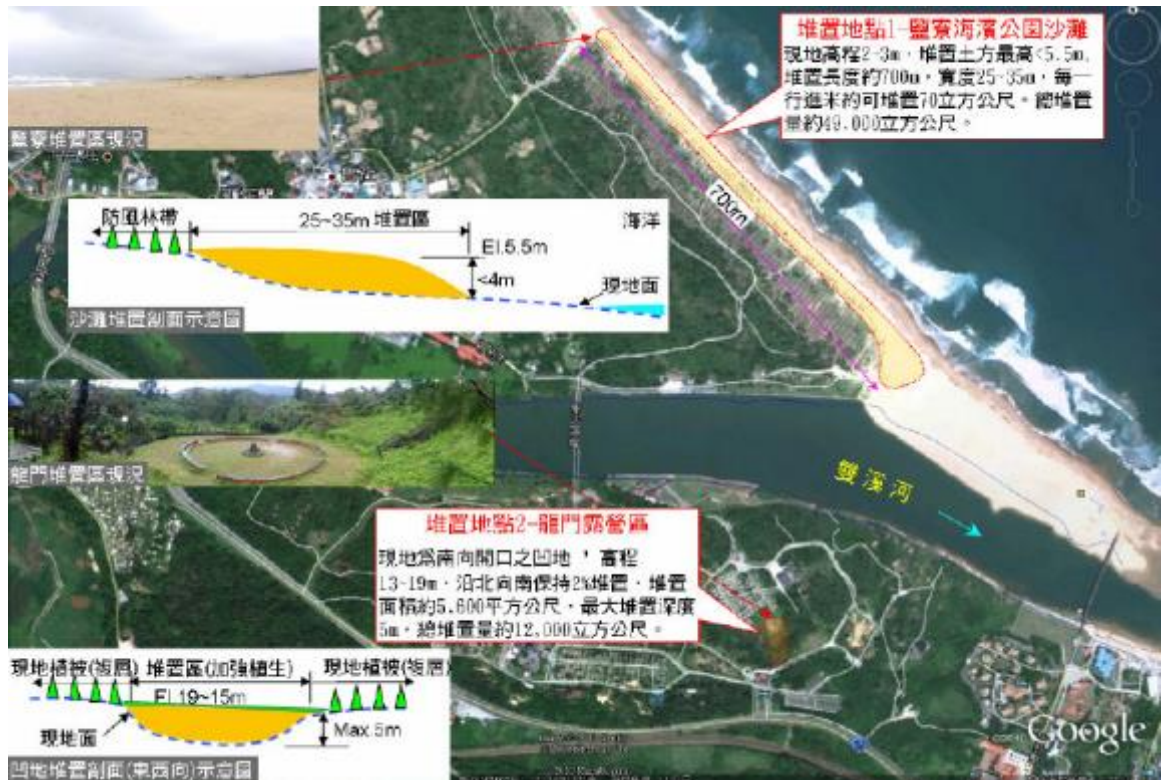 堆置地點1-鹽寮海濱公園沙灘
現地高程2-3m,堆置土方最高<5.5m,
堆置長度約700m,寬度25-35m,每一
行進米約可堆置70立方公尺。總堆置
量約49,000立方公尺。
鹽寮堆置區現況
700m
防風林帶
25~35m 堆置區
海洋
El.5.5m
<4m
現地面
沙灘堆置剖面示意圖
龍門堆置區現況
雙溪河
堆置地點2-龍門露營區
現地為南向開口之凹地,高程
13-19m,沿北向南保持2%堆置,堆置
面積約5,600平方公尺,最大堆置深度
5m,總堆置量約12,000立方公尺。
現地植被(複層)
堆置區(加強植生)
現地植被(複層)
El.19~15m
Max.5m
現地面
凹地堆置剖面(東西向)示意圖
Google